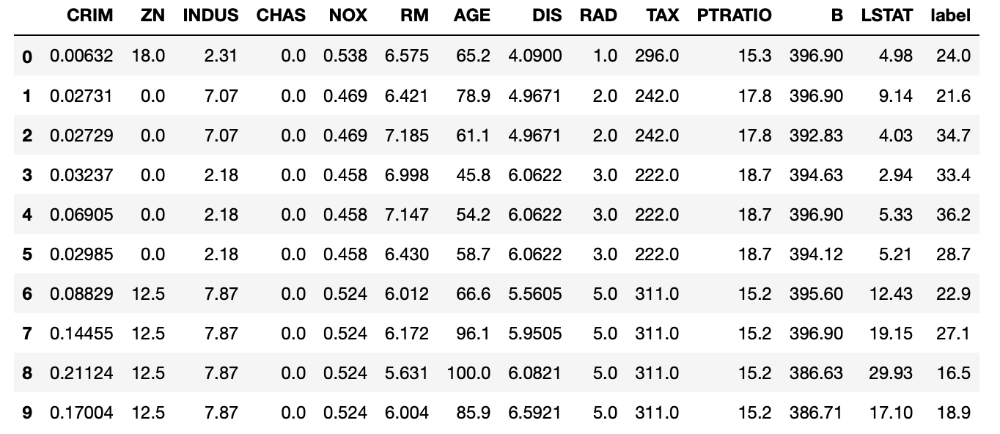 CRIM ZN INDUS CHAS NOX RM AGE DIS RAD TAX PTRATIO B LSTAT label
0 0.00632 18.0 2.31 0.0 0.538 6.575 65.2 4.0900 1.0 296.0 15.3 396.90 4.98 24.0
1 0.02731 0.0 7.07 0.0 0.469 6.421 78.9 4.9671 2.0 242.0 17.8 396.90 9.14 21.6
2 0.02729 0.0 7.07 0.0 0.469 7.185 61.1 4.9671 2.0 242.0 17.8 392.83 4.03 34.7
3 0.03237 0.0 2.18 0.0 0.458 6.998 45.8 6.0622 3.0 222.0 18.7 394.63 2.94 33.4
4 0.06905 0.0 2.18 0.0 0.458 7.147 54.2 6.0622 3.0 222.0 18.7 396.90 5.33 36.2
5 0.02985 0.0 2.18 0.0 0.458 6.430 58.7 6.0622 3.0 222.0 18.7 394.12 5.21 28.7
6 0.08829 12.5 7.87 0.0 0.524 6.012 66.6 5.5605 5.0 311.0 15.2 395.60 12.43 22.9
7 0.14455 12.5 7.87 0.0 0.524 6.172 96.1 5.9505 5.0 311.0 15.2 396.90 19.15 27.1
8 0.21124 12.5 7.87 0.0 0.524 5.631 100.0 6.0821 5.0 311.0 15.2 386.63 29.93 16.5
9 0.17004 12.5 7.87 0.0 0.524 6.004 85.9 6.5921 5.0 311.0 15.2 386.71 17.10 18.9